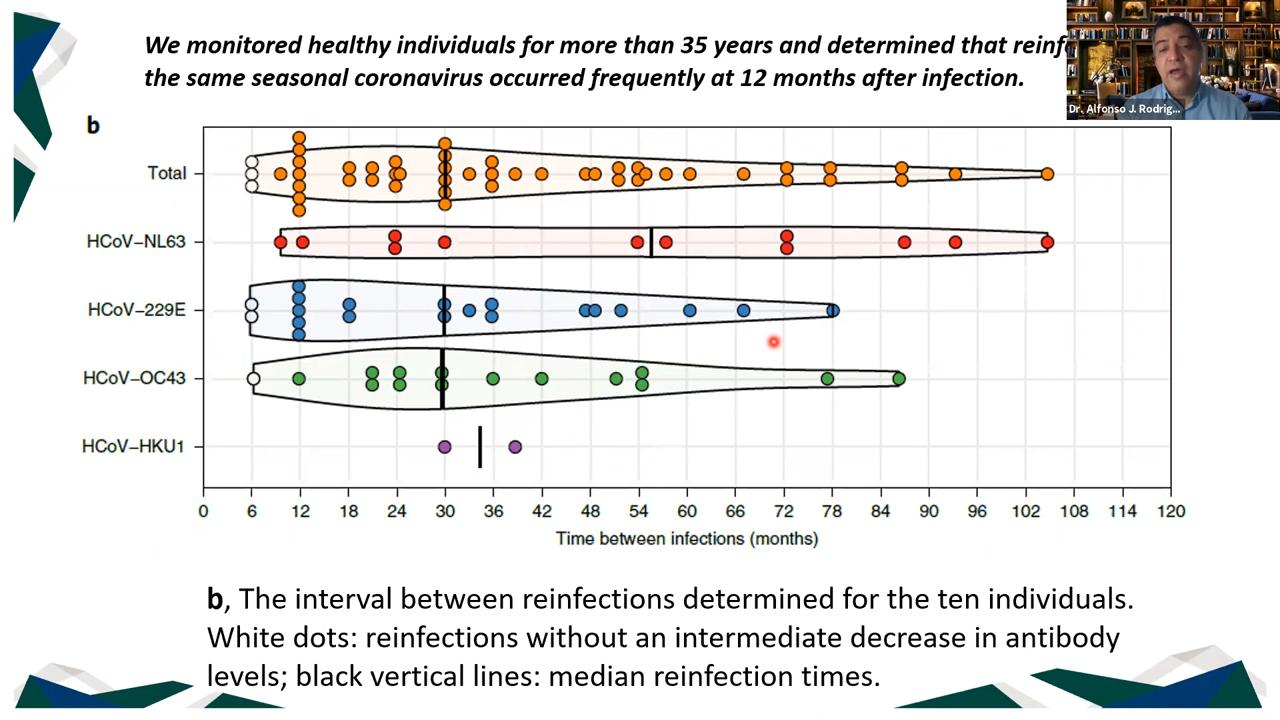 We monitored healthy individuals for more than 35 years and determined that
the same seasonal coronavirus occurred frequently at 12 months after infection.
Dr. Alfonso J. Rodrig...
b
Total
HCoV-NL63
HCoV-229E
HCoV-OC43
HCoV-HKU1
0 6 12 18 24 30 36 42 48 54 60 66 72 78 84 90 96 102 108 114 120
Time between infections (months)
b, The interval between reinfections determined for the ten individuals.
White dots: reinfections without an intermediate decrease in antibody
levels; black vertical lines: median reinfection times.